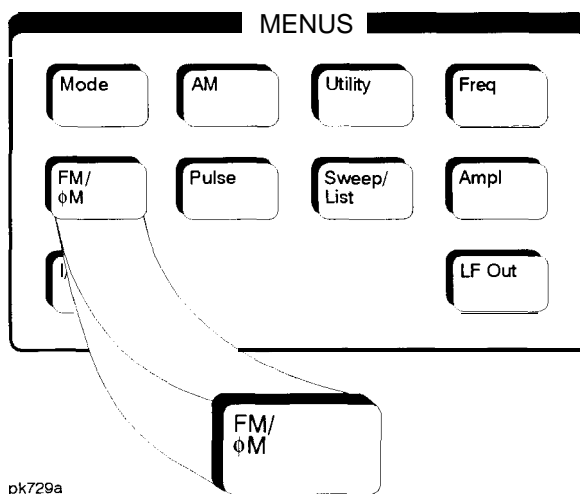 MENUS
Mode
AM
Utility
Freq
FM/
ΦM
Pulse
Sweep/
List
Ampl
I/
LF Out
FM/
ΦM
pk729a